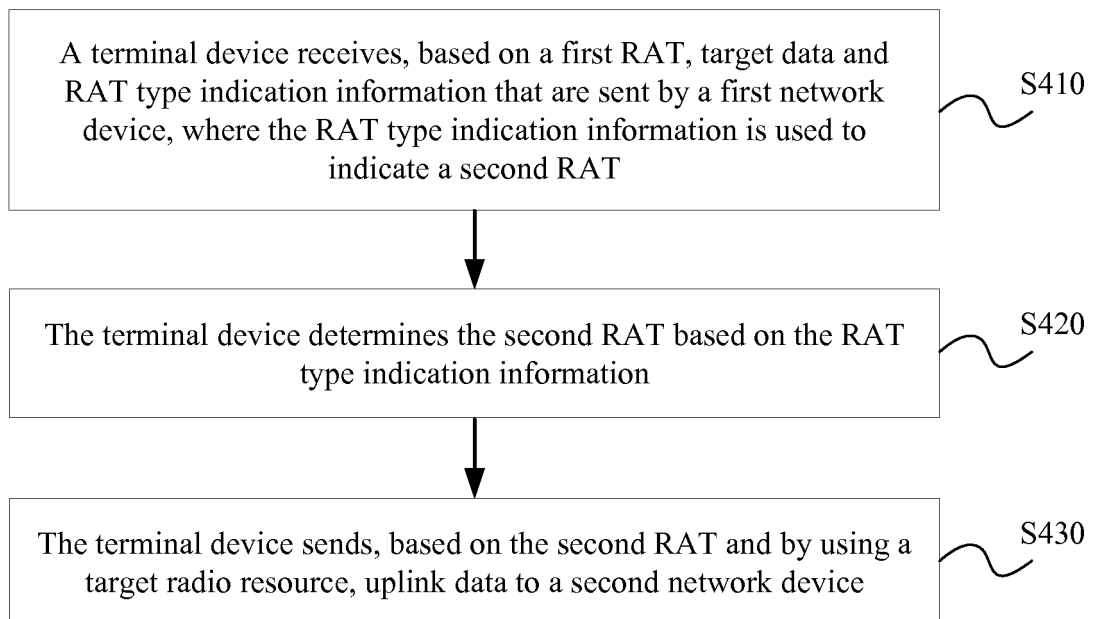 A terminal device receives, based on a first RAT, target data and
RAT type indication information that are sent by a first network
device, where the RAT type indication information is used to
indicate a second RAT
S410
The terminal device determines the second RAT based on the RAT
type indication information
S420
The terminal device sends, based on the second RAT and by using a
target radio resource, uplink data to a second network device
S430